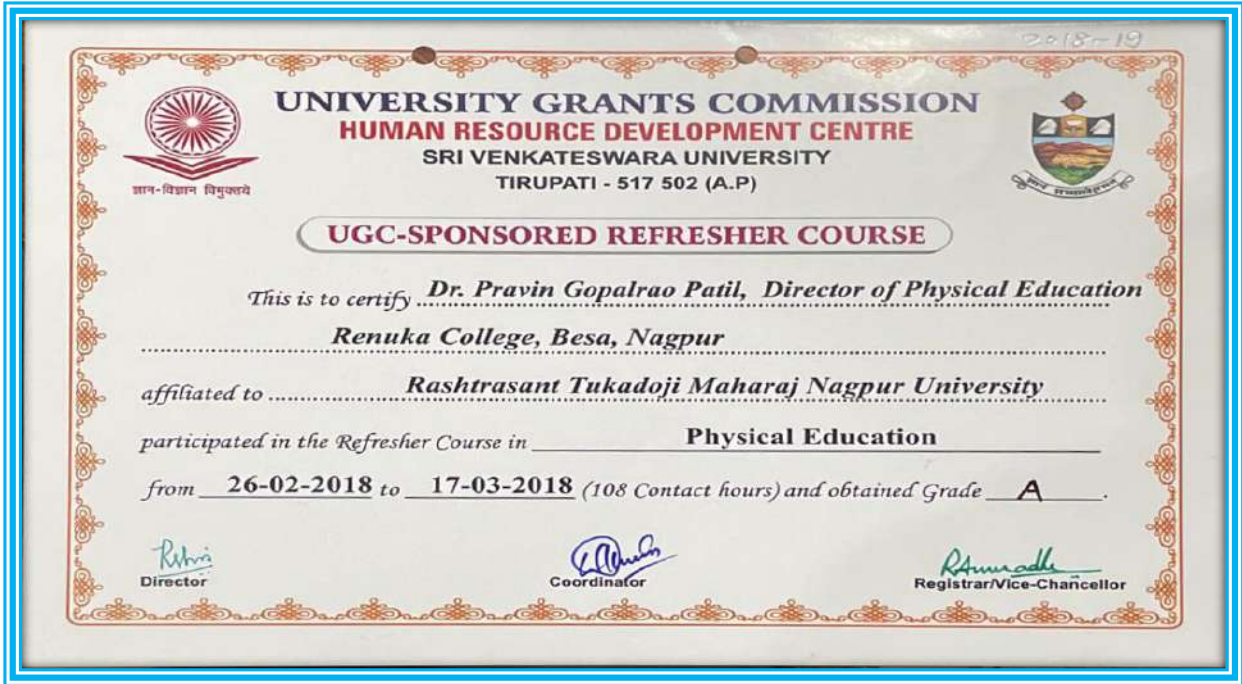 2018-19
UNIVERSITY GRANTS COMMISSION
HUMAN RESOURCE DEVELOPMENT CENTRE
SRI VENKATESWARA UNIVERSITY
TIRUPATI - 517 502 (A.P)
ज्ञान-विज्ञान विमुक्तये
UGC-SPONSORED REFRESHER COURSE
This is to certify Dr. Pravin Gopalrao Patil, Director of Physical Education
Renuka College, Besa, Nagpur
affiliated to Rashtrasant Tukadoji Maharaj Nagpur University
participated in the Refresher Course in Physical Education
from 26-02-2018 to 17-03-2018 (108 Contact hours) and obtained Grade A.
Director
Coordinator
RAnuradha
Registrar/Vice-Chancellor